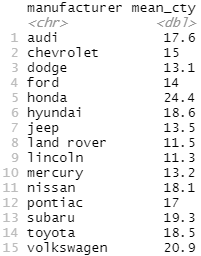 manufacturer mean_cty
<chr> <dbl>
1 audi 17.6
2 chevrolet 15
3 dodge 13.1
4 ford 14
5 honda 24.4
6 hyundai 18.6
7 jeep 13.5
8 land rover 11.5
9 lincoln 11.3
10 mercury 13.2
11 nissan 18.1
12 pontiac 17
13 subaru 19.3
14 toyota 18.5
15 volkswagen 20.9